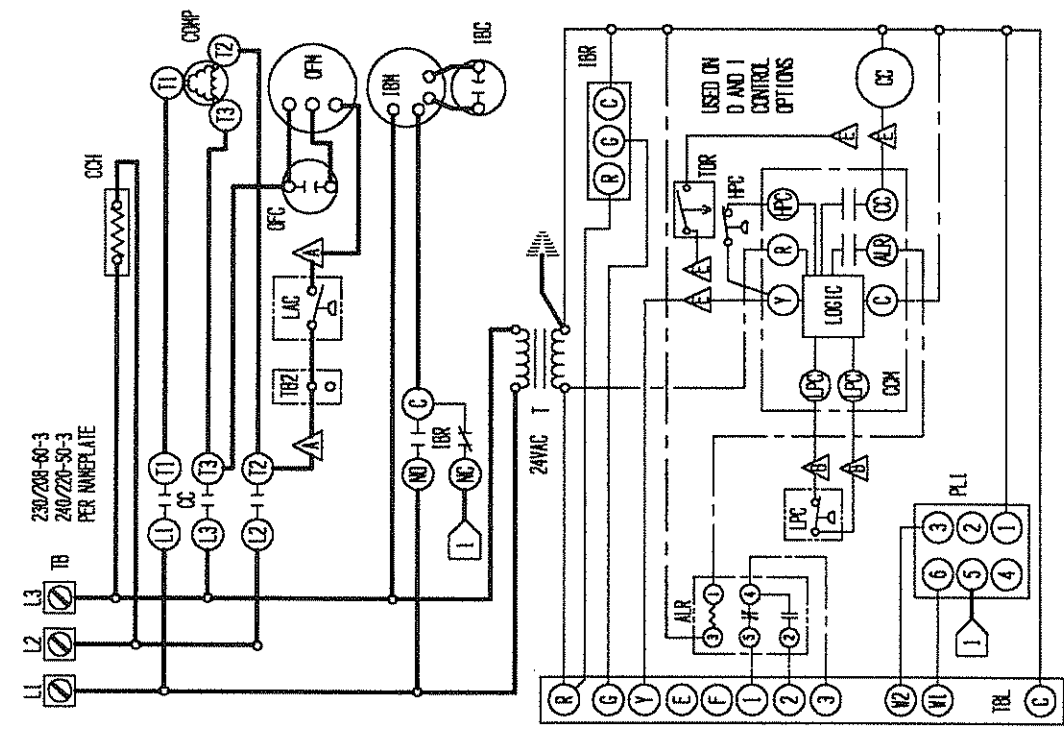 230/208-60-3
240/220-50-3
PER NAMEPLATE
L1
L2
L3
TB
CCH
L1
T1
L3
CC
T3
L2
T2
T1
T2
T3
COMP
A
TB2
LAC
A
OFC
OFM
NO
C
IBR
NC
1
IBM
IBC
24VAC T
R
G
Y
E
F
1
2
3
W2
W1
TBL
C
IBR
R
G
C
USED ON
D AND I
CONTROL
OPTIONS
TDR
E
E
HPC
E
E
CC
Y
R
HPC
LOGIC
C
ALR
CC
LPC
LPC
CCM
B
B
LPC
ALR
3
1
5
4
2
PL1
6
3
5
2
4
1
1